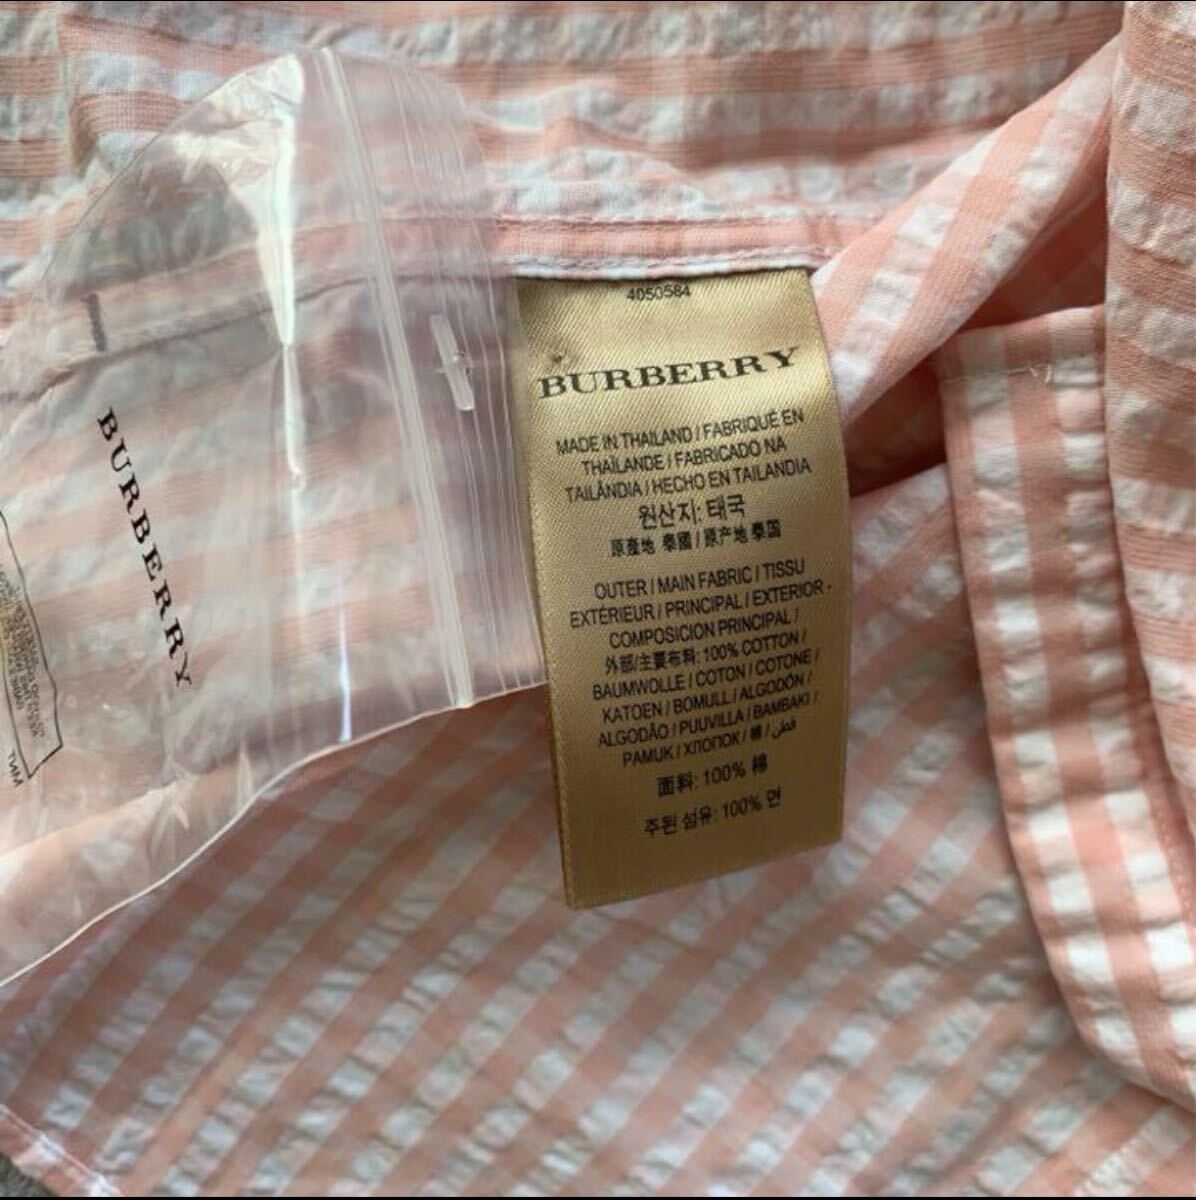 4050584
BURBERRY
MADE IN THAILAND / FABRIQUÉ EN
THAÏLANDE / FABRICADO NA
TAILÂNDIA / HECHO EN TAILANDIA
원산지: 태국
原産地 泰國 / 原产地 泰国
OUTER / MAIN FABRIC / TISSU
EXTÉRIEUR / PRINCIPAL / EXTERIOR -
COMPOSICION PRINCIPAL /
外部/主要布料: 100% COTTON /
BAUMWOLLE / COTON / COTONE /
KATOEN / BOMULL / ALGODÓN /
ALGODÃO / PUUVILLA / BAMBAKI /
PAMUK / ХЛОПОК / 棉 / قطن /
面料: 100% 棉
주된 섬유: 100% 면
BURBERRY